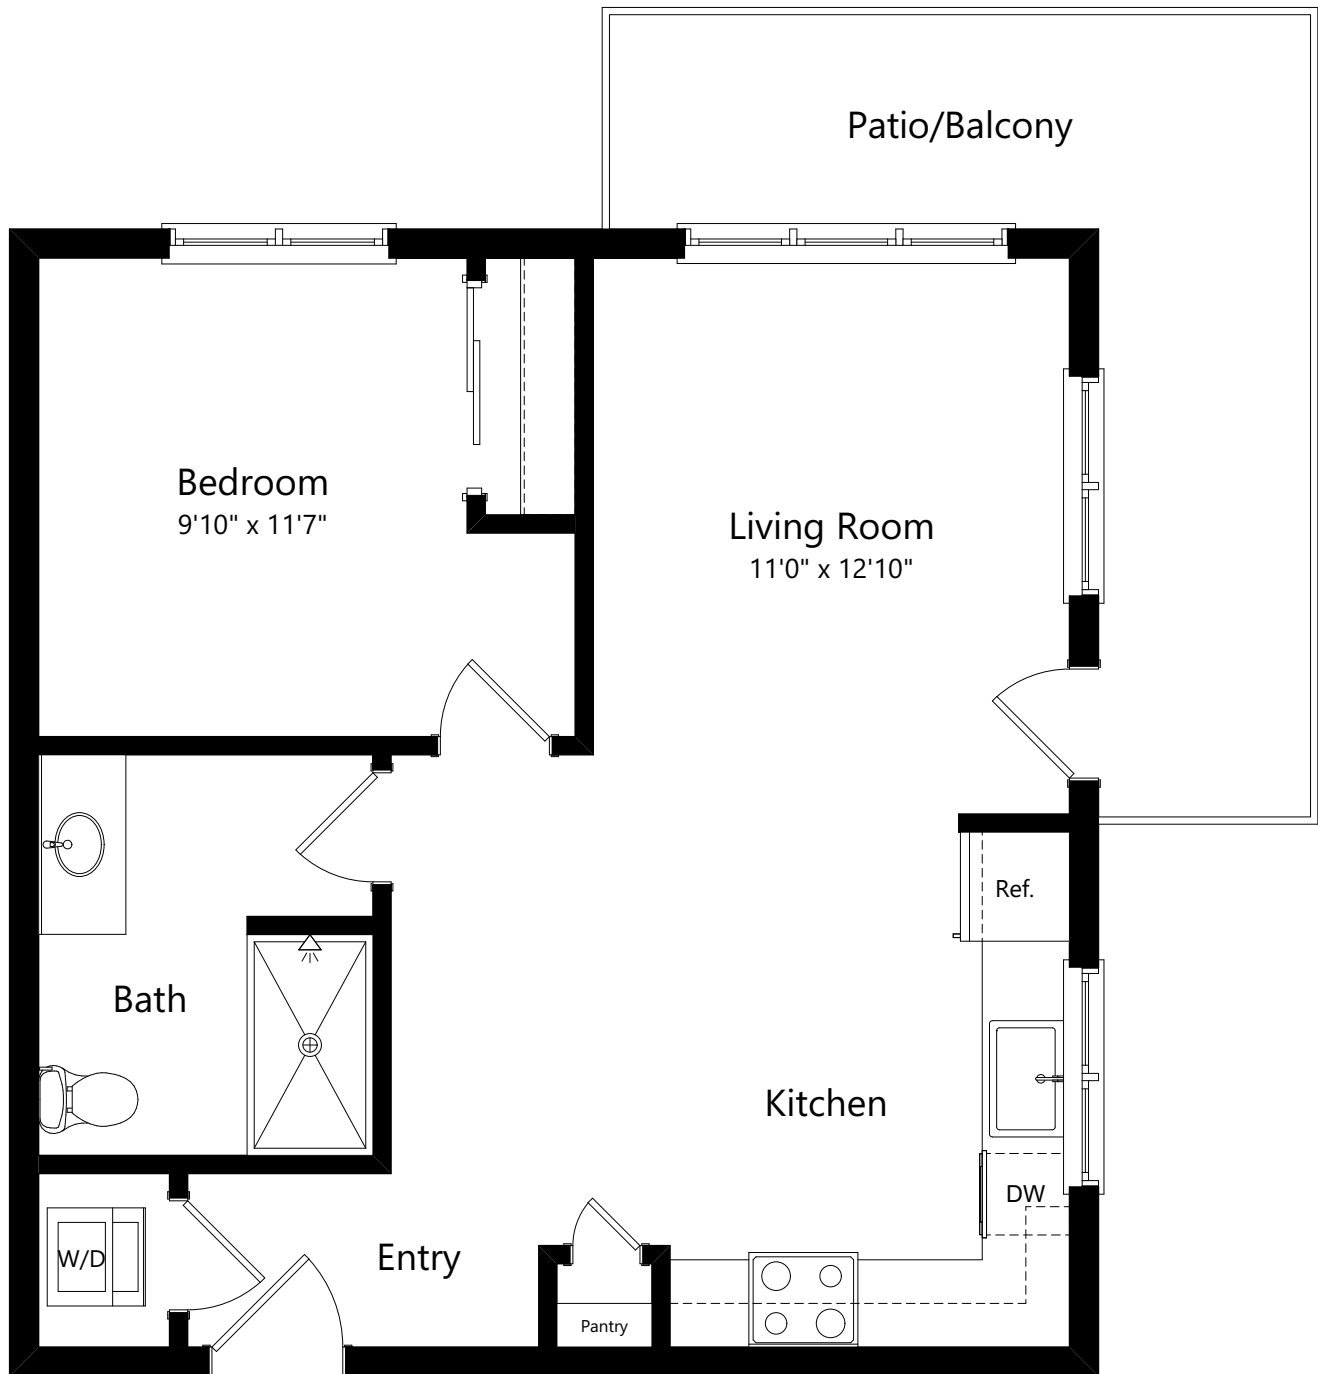 Patio/Balcony
Bedroom
9'10" x 11'7"
Living Room
11'0" x 12'10"
Ref.
Bath
Kitchen
DW
W/D
Entry
Pantry